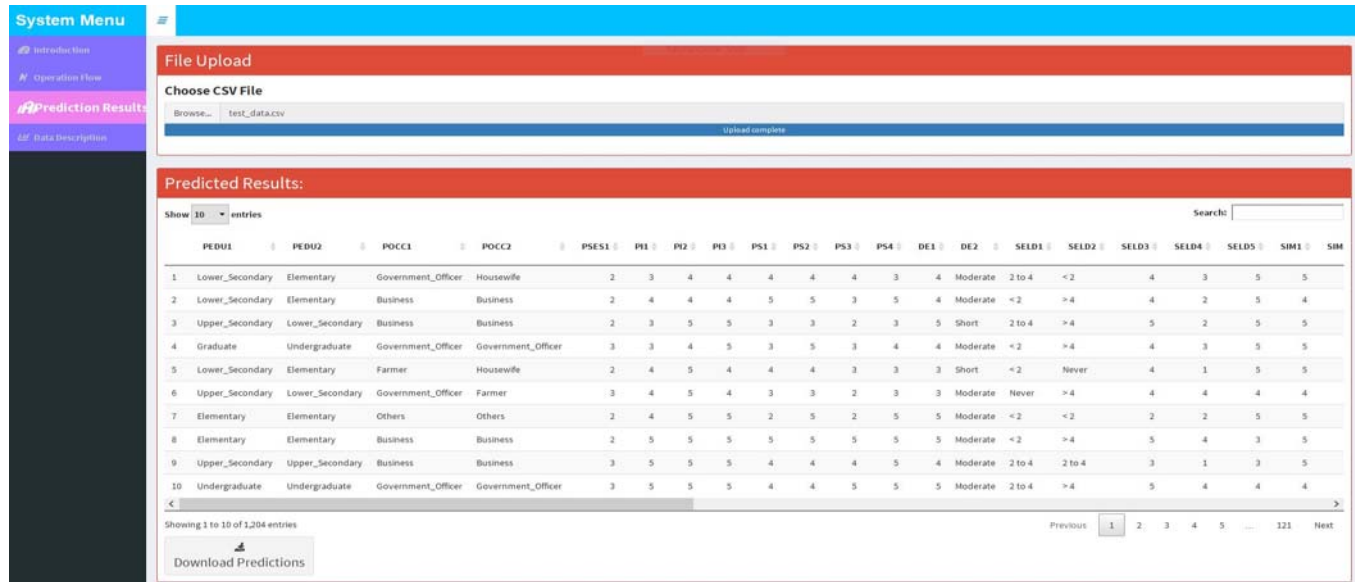 System Menu
Introduction
Operation Flow
Prediction Results
Data Description
File Upload
Choose CSV File
Browse... test_data.csv
Upload complete
Predicted Results:
Show 10 entries Search:
PEDU1 PEDU2 POCC1 POCC2 PSES1 PI1 PI2 PI3 PS1 PS2 PS3 PS4 DE1 DE2 SELD1 SELD2 SELD3 SELD4 SELD5 SIM1 SIM
1 Lower_Secondary Elementary Government_Officer Housewife 2 3 4 4 4 4 4 3 4 Moderate 2 to 4 < 2 4 3 5 5
2 Lower_Secondary Elementary Business Business 2 4 4 4 5 5 3 5 4 Moderate < 2 > 4 4 2 5 4
3 Upper_Secondary Lower_Secondary Business Business 2 3 5 5 3 3 2 3 5 Short 2 to 4 > 4 5 2 5 5
4 Graduate Undergraduate Government_Officer Government_Officer 3 3 4 5 3 5 3 4 4 Moderate < 2 > 4 4 3 5 5
5 Lower_Secondary Elementary Farmer Housewife 2 4 5 4 4 4 3 3 3 Short < 2 Never 4 1 5 5
6 Upper_Secondary Lower_Secondary Government_Officer Farmer 3 4 5 4 3 3 2 3 3 Moderate Never > 4 4 4 4 4
7 Elementary Elementary Others Others 2 4 5 5 2 5 2 5 5 Moderate < 2 < 2 2 2 5 5
8 Elementary Elementary Business Business 2 5 5 5 5 5 5 5 5 Moderate < 2 > 4 5 4 3 5
9 Upper_Secondary Upper_Secondary Business Business 3 5 5 5 4 4 4 5 4 Moderate 2 to 4 2 to 4 3 1 3 5
10 Undergraduate Undergraduate Government_Officer Government_Officer 3 5 5 5 4 4 5 5 5 Moderate 2 to 4 > 4 5 4 4 4
Showing 1 to 10 of 1,204 entries Previous 1 2 3 4 5 ... 121 Next
Download Predictions